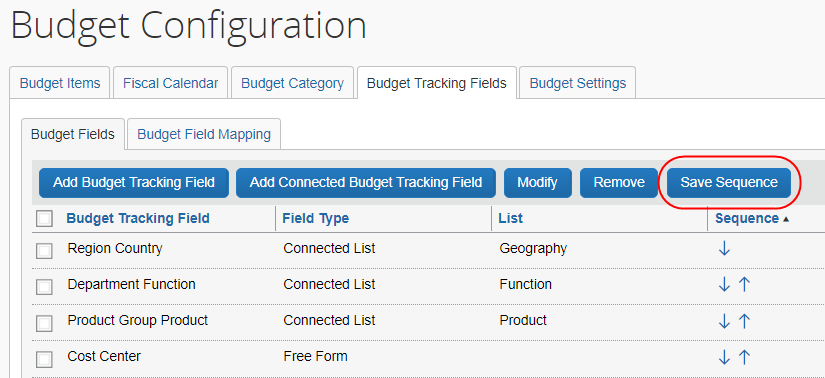 Budget Configuration
Budget Items Fiscal Calendar Budget Category Budget Tracking Fields Budget Settings
Budget Fields Budget Field Mapping
Add Budget Tracking Field Add Connected Budget Tracking Field Modify Remove Save Sequence
Budget Tracking Field Field Type List Sequence
Region Country Connected List Geography
Department Function Connected List Function
Product Group Product Connected List Product
Cost Center Free Form